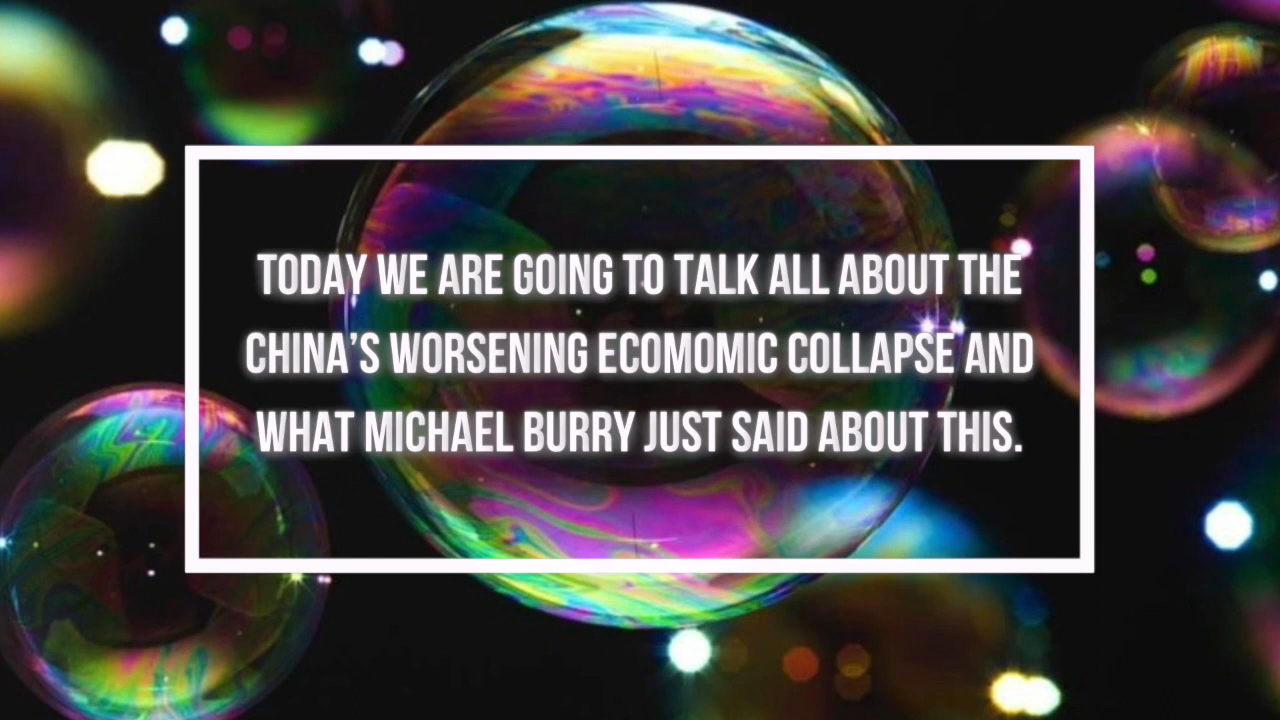 TODAY WE ARE GOING TO TALK ALL ABOUT THE
CHINA'S WORSENING ECOMOMIC COLLAPSE AND
WHAT MICHAEL BURRY JUST SAID ABOUT THIS.